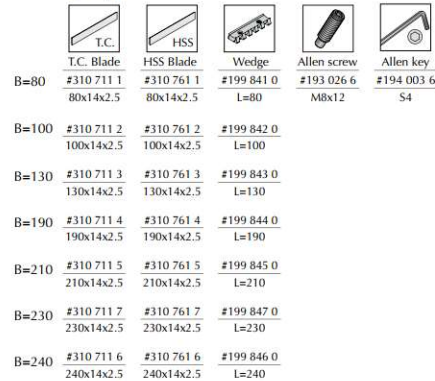 T.C. HSS
T.C. Blade HSS Blade Wedge Allen screw Allen key
B=80 #310 711 1 #310 761 1 #199 841 0 #193 026 6 #194 003 6
80x14x2.5 80x14x2.5 L=80 M8x12 S4
B=100 #310 711 2 #310 761 2 #199 842 0
100x14x2.5 100x14x2.5 L=100
B=130 #310 711 3 #310 761 3 #199 843 0
130x14x2.5 130x14x2.5 L=130
B=190 #310 711 4 #310 761 4 #199 844 0
190x14x2.5 190x14x2.5 L=190
B=210 #310 711 5 #310 761 5 #199 845 0
210x14x2.5 210x14x2.5 L=210
B=230 #310 711 7 #310 761 7 #199 847 0
230x14x2.5 230x14x2.5 L=230
B=240 #310 711 6 #310 761 6 #199 846 0
240x14x2.5 240x14x2.5 L=240